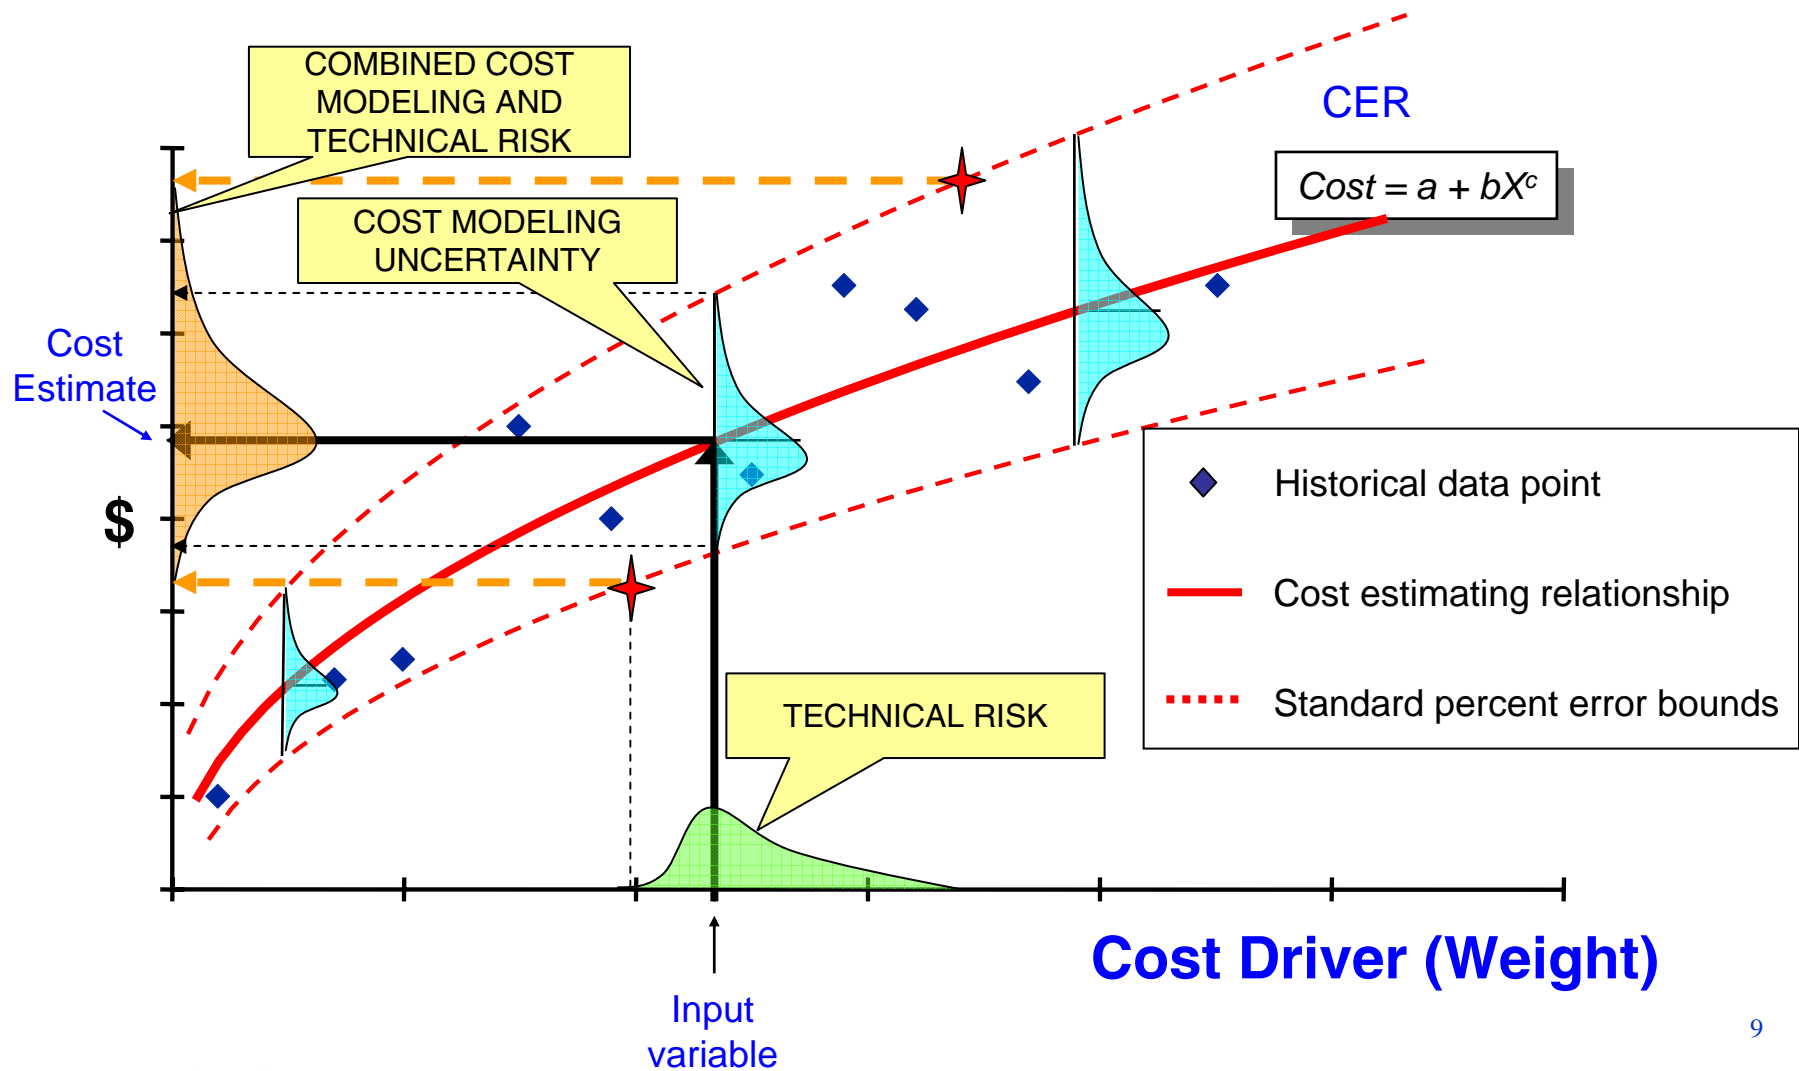 COMBINED COST
MODELING AND
TECHNICAL RISK
CER
Cost = a + bXᶜ
COST MODELING
UNCERTAINTY
Cost
Estimate
$
Historical data point
Cost estimating relationship
Standard percent error bounds
TECHNICAL RISK
Cost Driver (Weight)
Input
variable
9